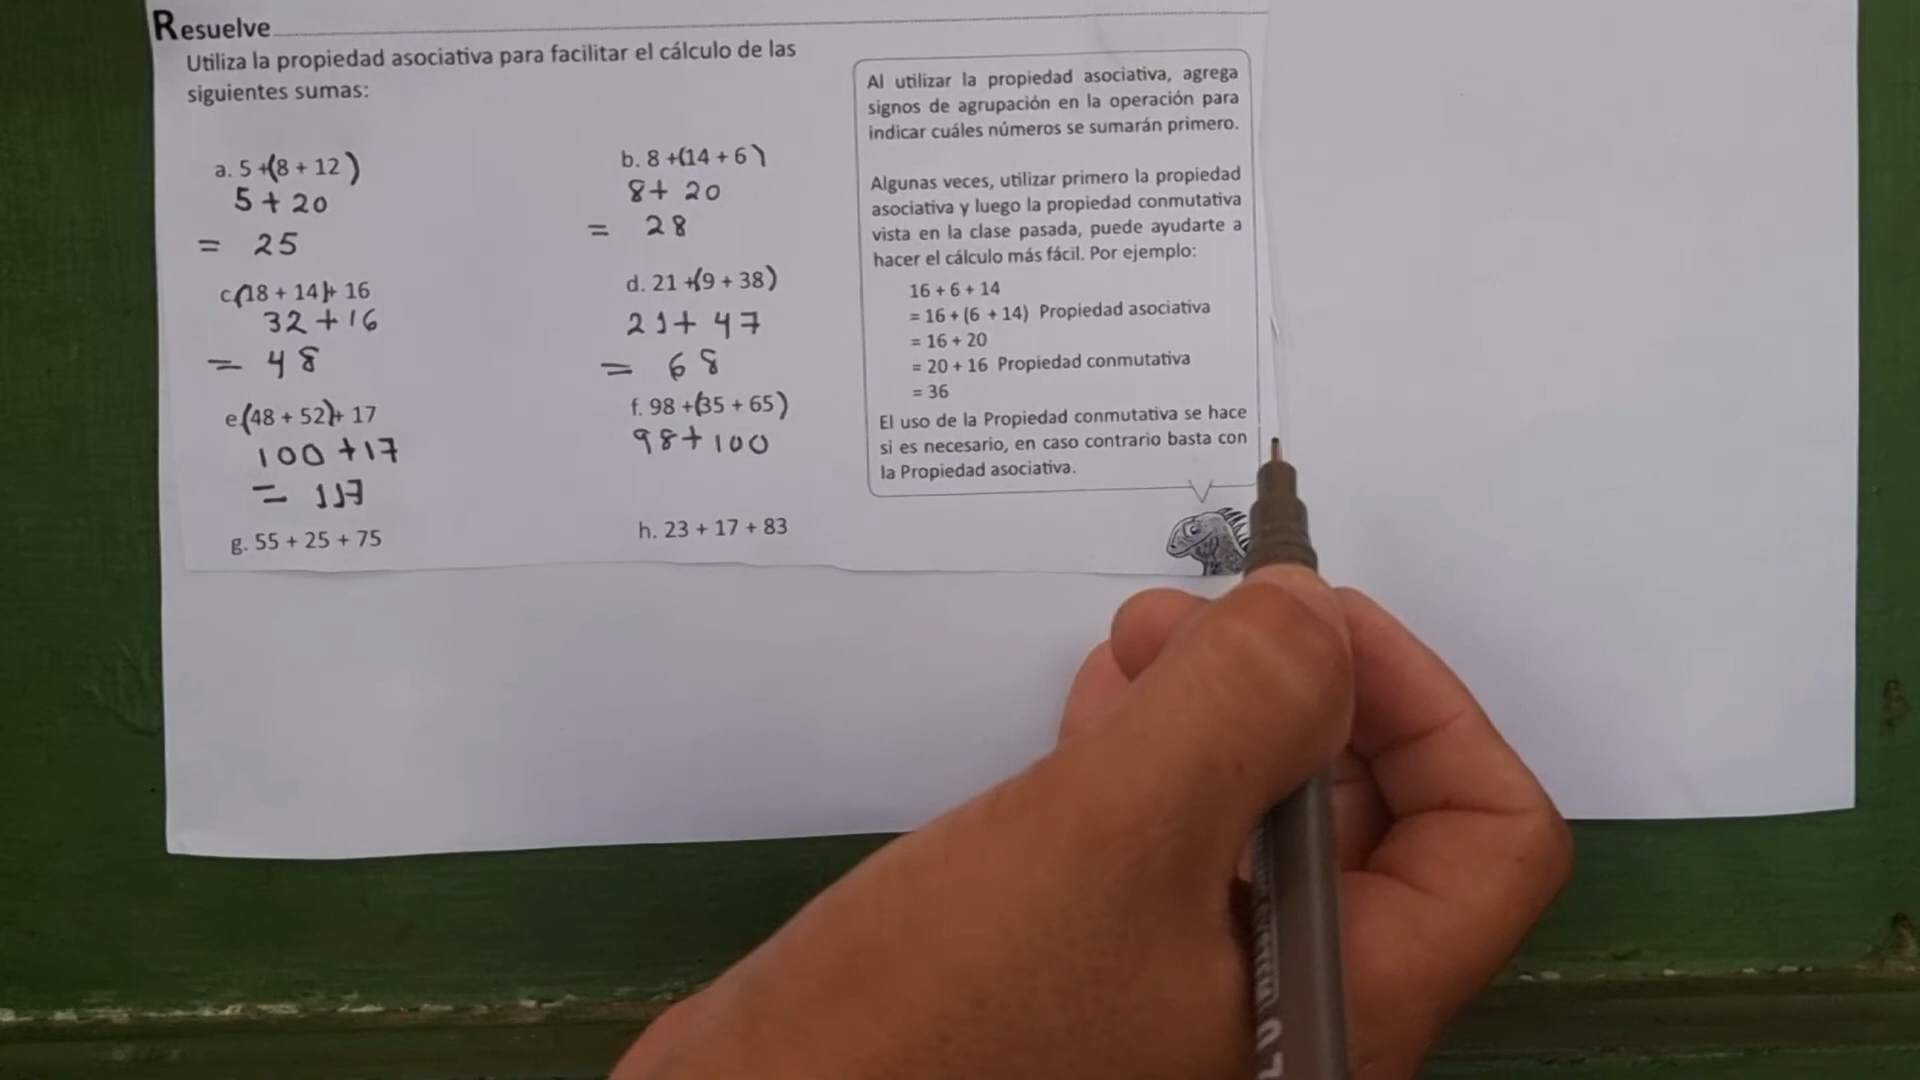 Resuelve
Utiliza la propiedad asociativa para facilitar el cálculo de las
siguientes sumas:
a. 5 +(8 + 12)
5 + 20
= 25
b. 8 +(14 + 6)
8 + 20
= 28
c.(18 + 14)+ 16
32 + 16
= 48
d. 21 +(9 + 38)
21 + 47
= 68
e.(48 + 52)+ 17
100 + 17
= 117
f. 98 +(35 + 65)
98 + 100
g. 55 + 25 + 75
h. 23 + 17 + 83
Al utilizar la propiedad asociativa, agrega
signos de agrupación en la operación para
indicar cuáles números se sumarán primero.
Algunas veces, utilizar primero la propiedad
asociativa y luego la propiedad conmutativa
vista en la clase pasada, puede ayudarte a
hacer el cálculo más fácil. Por ejemplo:
16 + 6 + 14
= 16 + (6 + 14) Propiedad asociativa
= 16 + 20
= 20 + 16 Propiedad conmutativa
= 36
El uso de la Propiedad conmutativa se hace
si es necesario, en caso contrario basta con
la Propiedad asociativa.